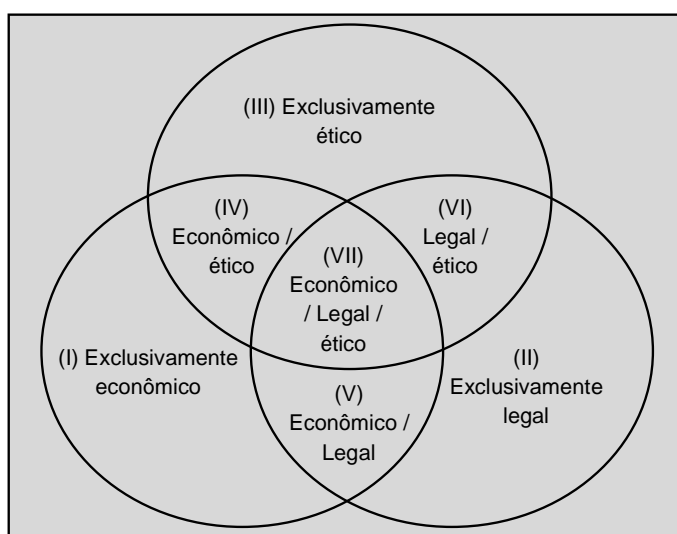 (III) Exclusivamente
ético
(IV)
Econômico /
ético
(VI)
Legal /
ético
(VII)
Econômico
/ Legal /
ético
(I) Exclusivamente
econômico
(II)
Exclusivamente
legal
(V)
Econômico /
Legal